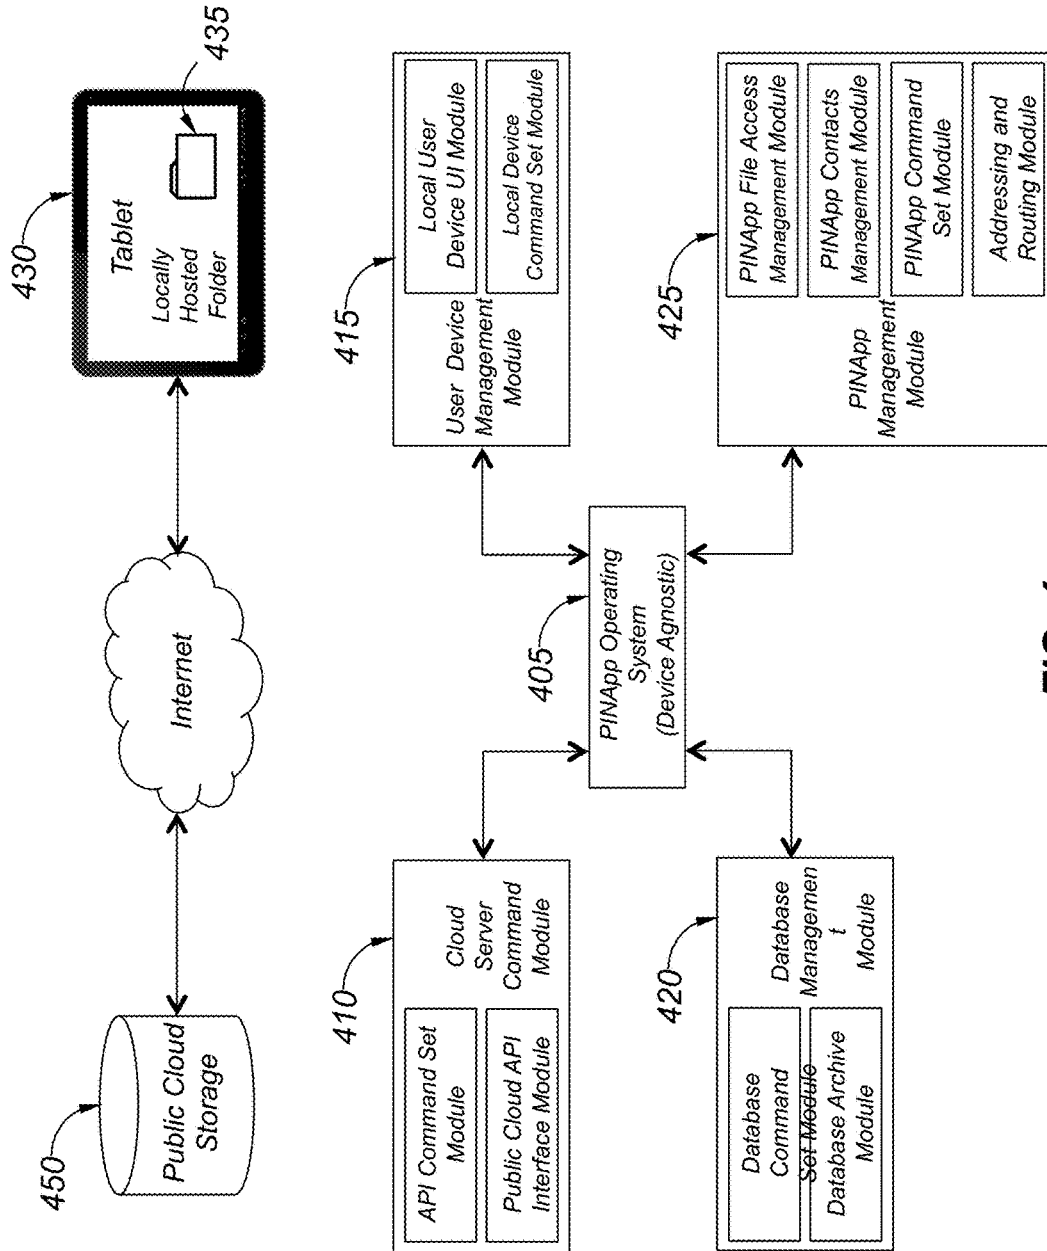 450
Public Cloud
Storage
Internet
430
Tablet
Locally
Hosted
Folder
435
410
API Command Set
Module
Public Cloud API
Interface Module
Cloud
Server
Command
Module
415
User Device
Management
Module
Local User
Device UI Module
Local Device
Command Set Module
405
PINApp Operating
System
(Device Agnostic)
420
Database
Command
Set Module
Database Archive
Module
Database
Managemen
t
Module
425
PINApp
Management
Module
PINApp File Access
Management Module
PINApp Contacts
Management Module
PINApp Command
Set Module
Addressing and
Routing Module
FIG.